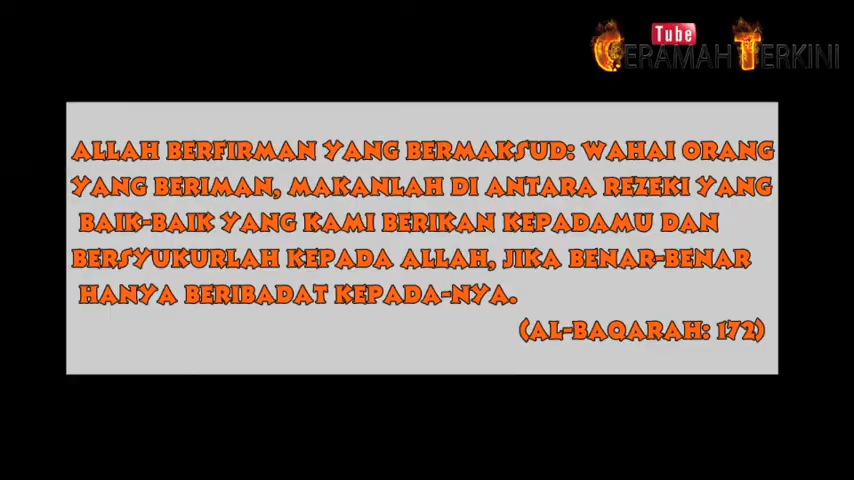 Tube
CERAMAH TERKINI
ALLAH BERFIRMAN YANG BERMAKSUD: WAHAI ORANG
YANG BERIMAN, MAKANLAH DI ANTARA REZEKI YANG
BAIK-BAIK YANG KAMI BERIKAN KEPADAMU DAN
BERSYUKURLAH KEPADA ALLAH, JIKA BENAR-BENAR
HANYA BERIBADAT KEPADA-NYA.
(AL-BAQARAH: 172)